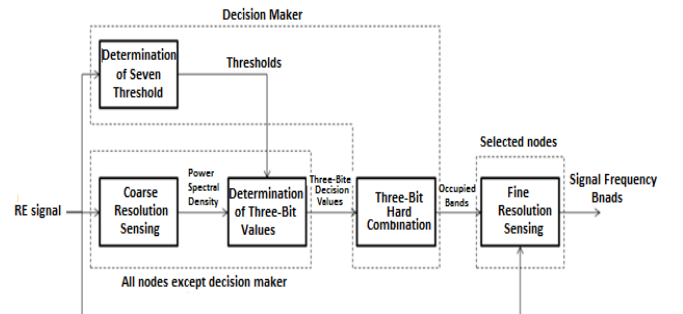 Decision Maker
Determination
of Seven
Threshold
Thresholds
Selected nodes
Power
Spectral
Density
Three-Bite
Decision
Values
Occupied
Bands
Signal Frequency
Bnads
RE signal
Coarse
Resolution
Sensing
Determination
of Three-Bit
Values
Three-Bit
Hard
Combination
Fine
Resolution
Sensing
All nodes except decision maker